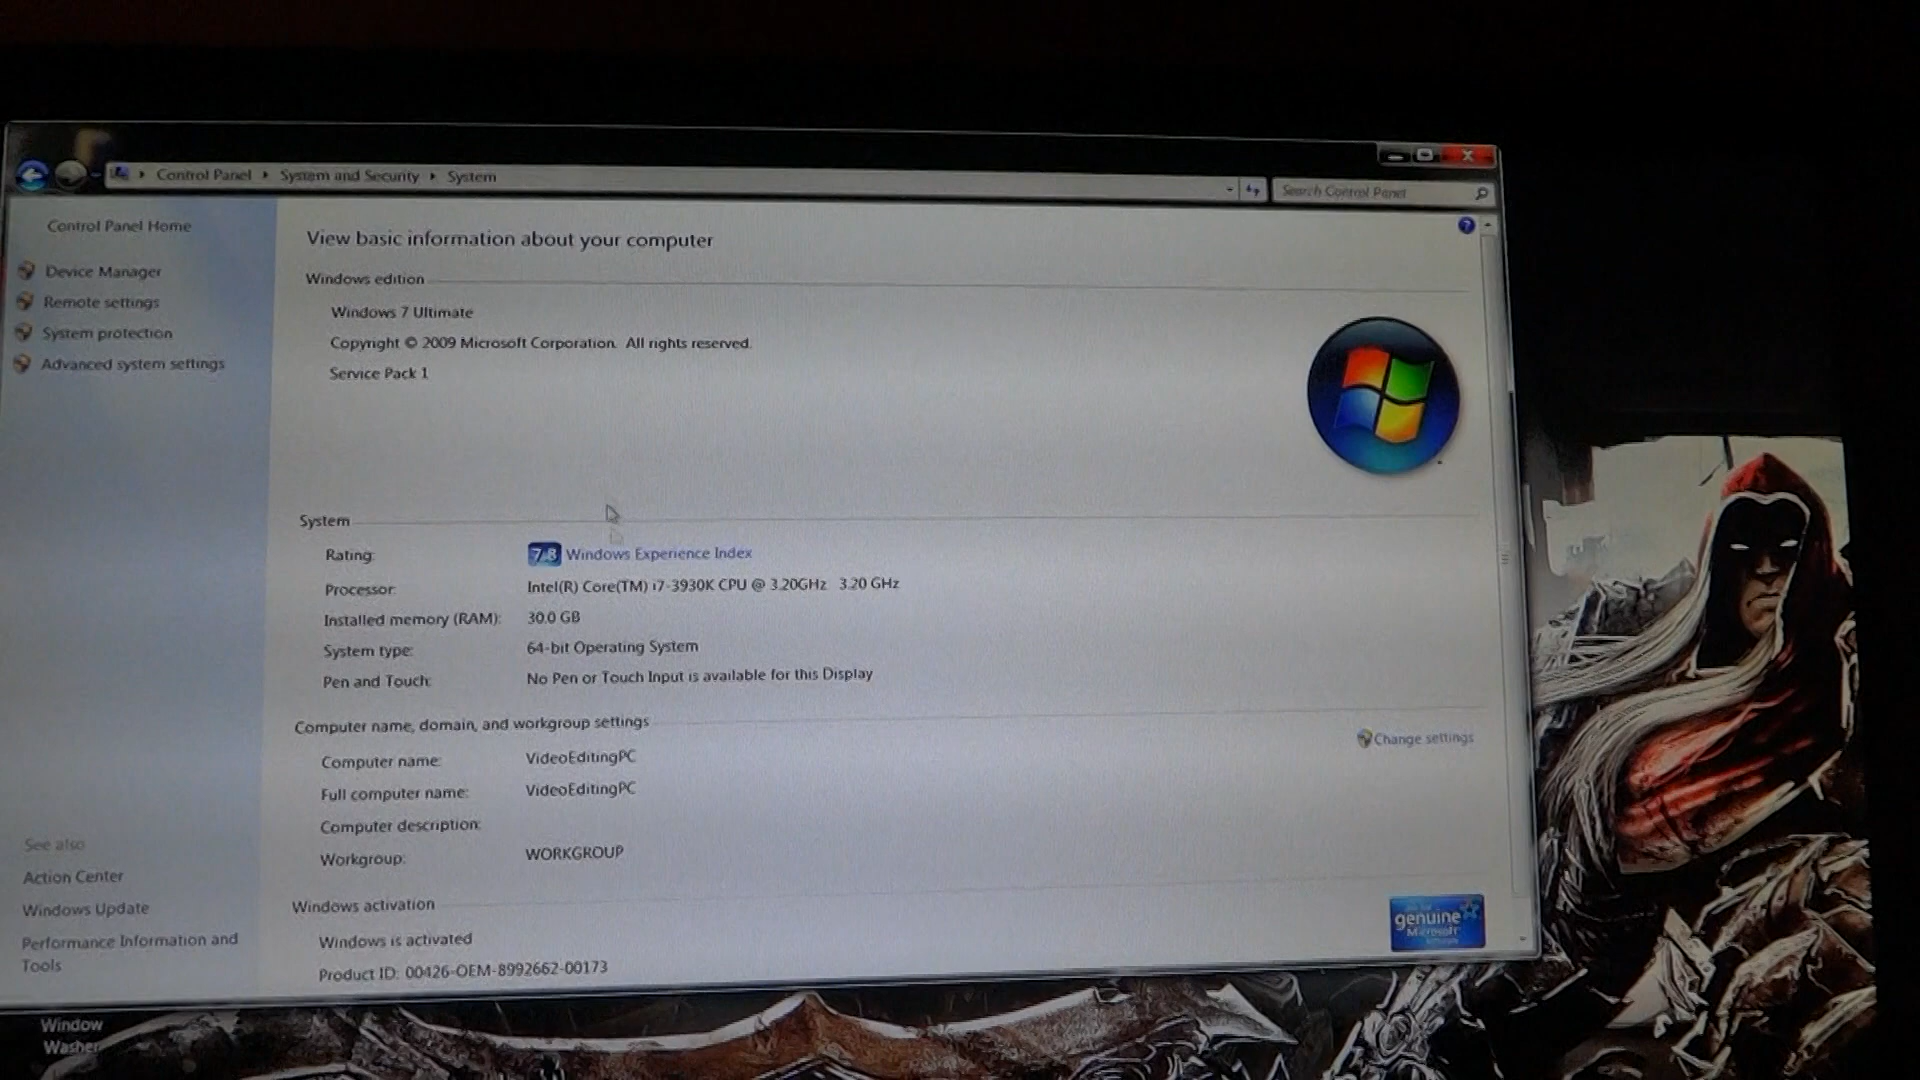 Control Panel ▸ System and Security ▸ System
Search Control Panel
Control Panel Home
Device Manager
Remote settings
System protection
Advanced system settings
View basic information about your computer
Windows edition
Windows 7 Ultimate
Copyright © 2009 Microsoft Corporation. All rights reserved.
Service Pack 1
System
Rating: 7.8 Windows Experience Index
Processor: Intel(R) Core(TM) i7-3930K CPU @ 3.20GHz 3.20 GHz
Installed memory (RAM): 30.0 GB
System type: 64-bit Operating System
Pen and Touch: No Pen or Touch Input is available for this Display
Computer name, domain, and workgroup settings
Computer name: VideoEditingPC
Change settings
Full computer name: VideoEditingPC
Computer description:
Workgroup: WORKGROUP
Windows activation
Windows is activated
Product ID: 00426-OEM-8992662-00173
genuine
Microsoft
See also
Action Center
Windows Update
Performance Information and
Tools
Window
Washer